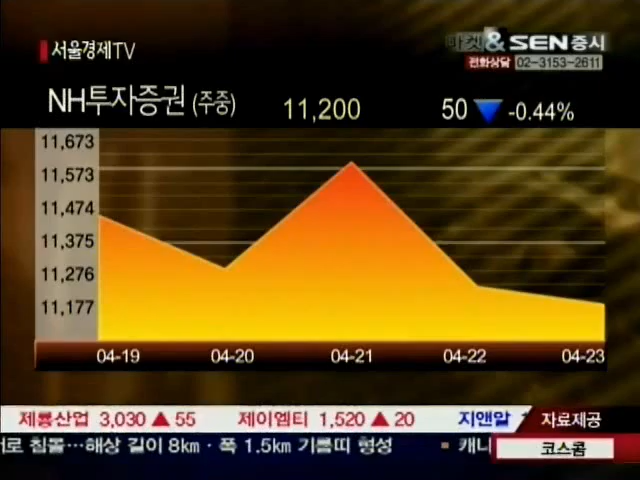 서울경제TV
마켓&SEN증시
전화상담 02-3153-2611
NH투자증권 (주중) 11,200 50 ▼ -0.44%
11,673
11,573
11,474
11,375
11,276
11,177
04-19 04-20 04-21 04-22 04-23
제룡산업 3,030 ▲ 55 제이엠티 1,520 ▲ 20 지앤알
자료제공
침몰…해상 길이 8km·폭 1.5km 기름띠 형성 ▪ 캐나
코스콤